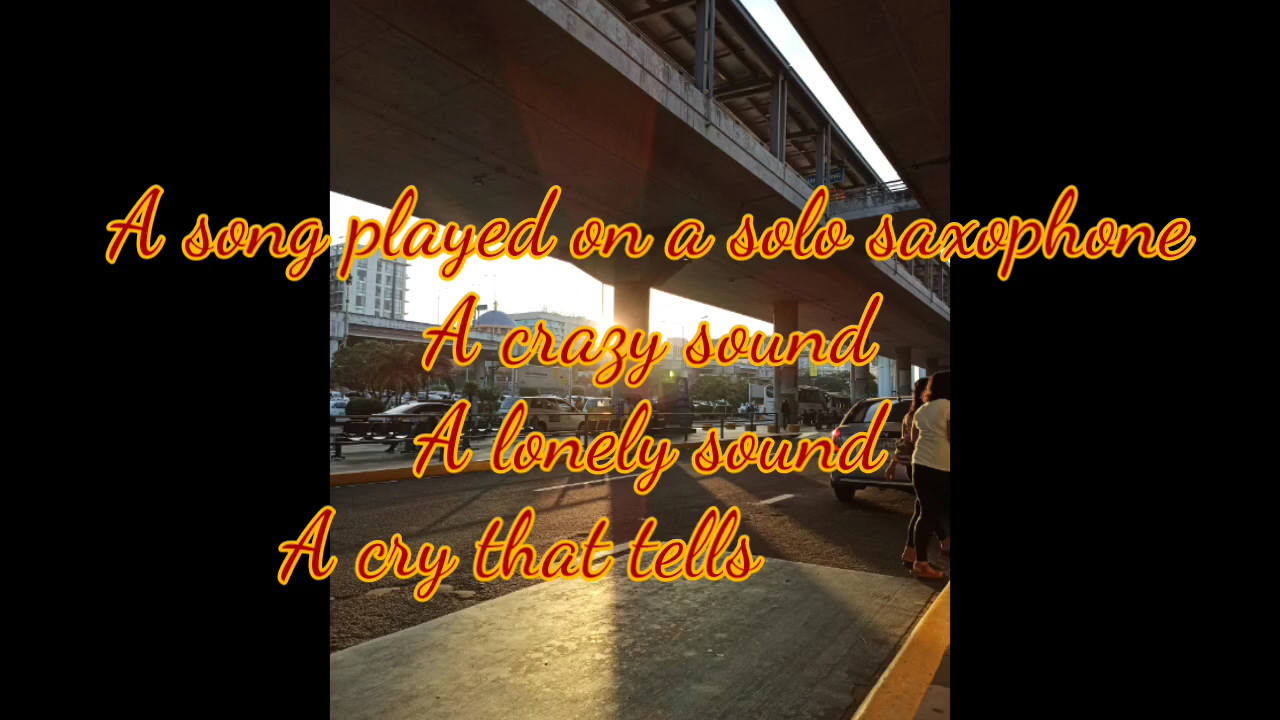 A song played on a solo saxophone
A crazy sound
A lonely sound
A cry that tells